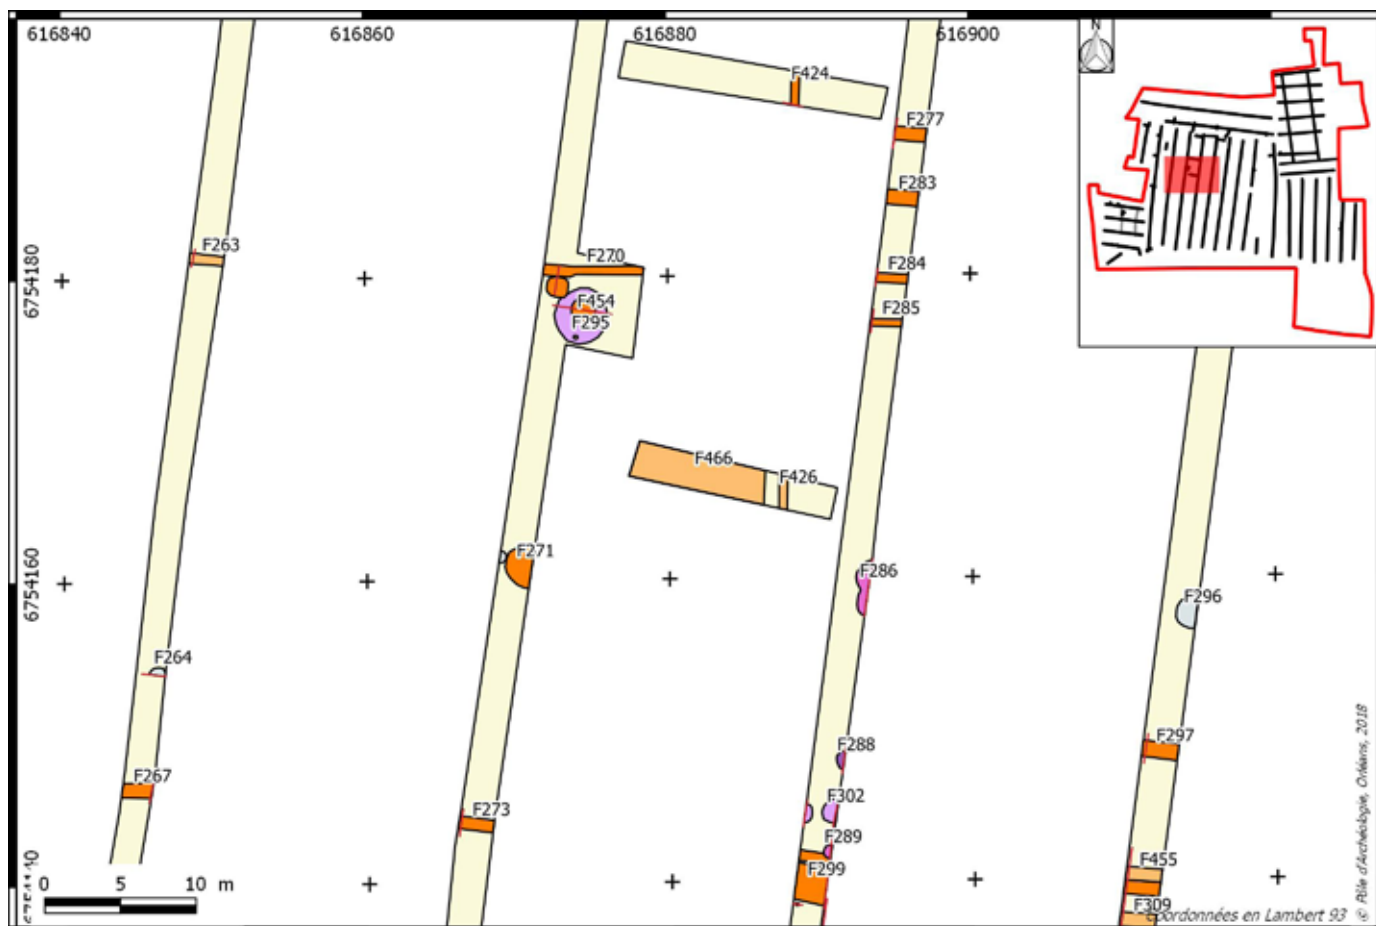 616840
616860
616880
616900
N
F424
F277
F283
F263
6754180
F270
F284
F454
F285
F295
F466
F426
F271
6754160
F286
F296
F264
F288
F297
F267
F302
F273
F289
F299
F455
0 5 10 m
F309
Coordonnées en Lambert 93
© Pôle d'Archéologie, Orléans, 2018